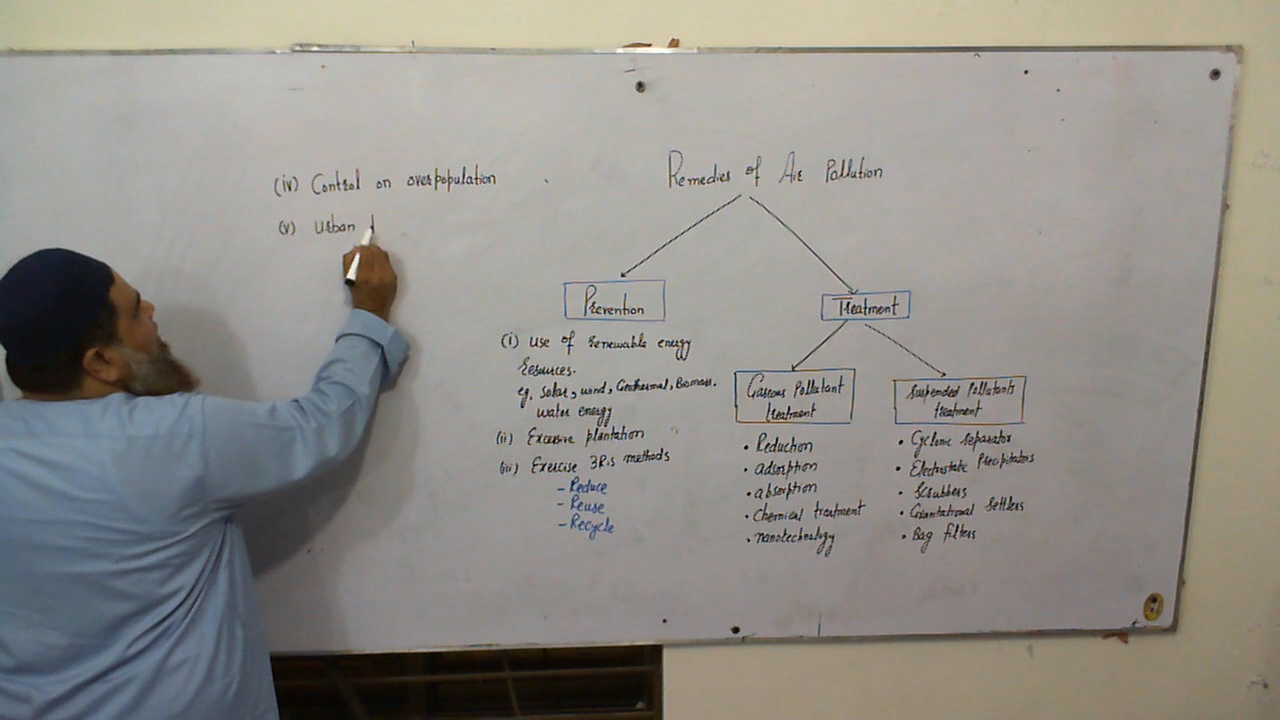 Remedies of Air Pollution
Prevention
(i) Use of renewable energy
resources.
eg. Solar, wind, Geothermal, Biomass,
water energy
(ii) Excessive plantation
(iii) Exercise 3R,s methods
- Reduce
- Reuse
- Recycle
(iv) Control on overpopulation
(v) Urban
Treatment
Gaseous Pollutant
treatment
• Reduction
• adsorption
• absorption
• Chemical treatment
• nanotechnology
Suspended Pollutants
treatment
• Cyclonic separator
• Electrostatic Precipitators
• Scrubbers
• Gravitational Settlers
• Bag filters